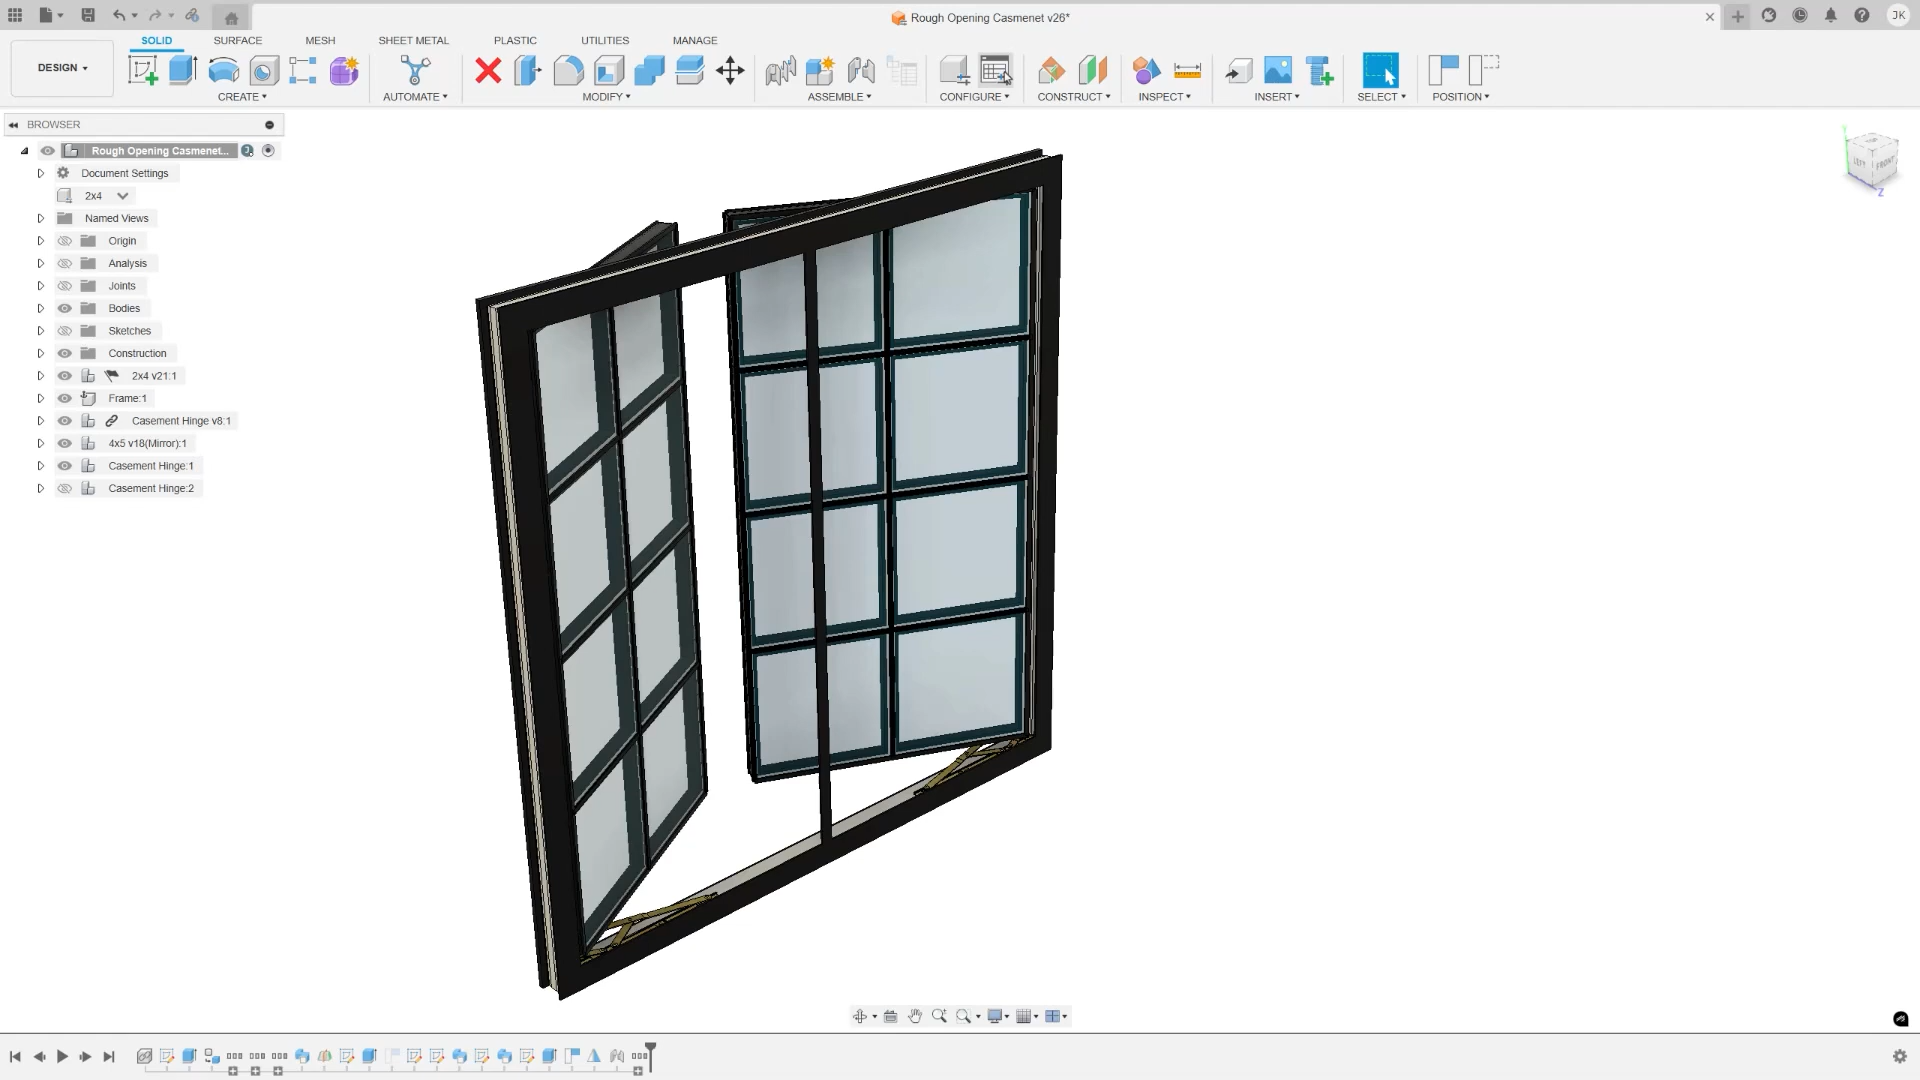 Rough Opening Casmenet v26*
JK
DESIGN
SOLID
SURFACE
MESH
SHEET METAL
PLASTIC
UTILITIES
MANAGE
CREATE
AUTOMATE
MODIFY
ASSEMBLE
CONFIGURE
CONSTRUCT
INSPECT
INSERT
SELECT
POSITION
BROWSER
Rough Opening Casmenet...
Document Settings
2x4
Named Views
Origin
Analysis
Joints
Bodies
Sketches
Construction
2x4 v21:1
Frame:1
Casement Hinge v8:1
4x5 v18(Mirror):1
Casement Hinge:1
Casement Hinge:2
LEFT
FRONT
Z